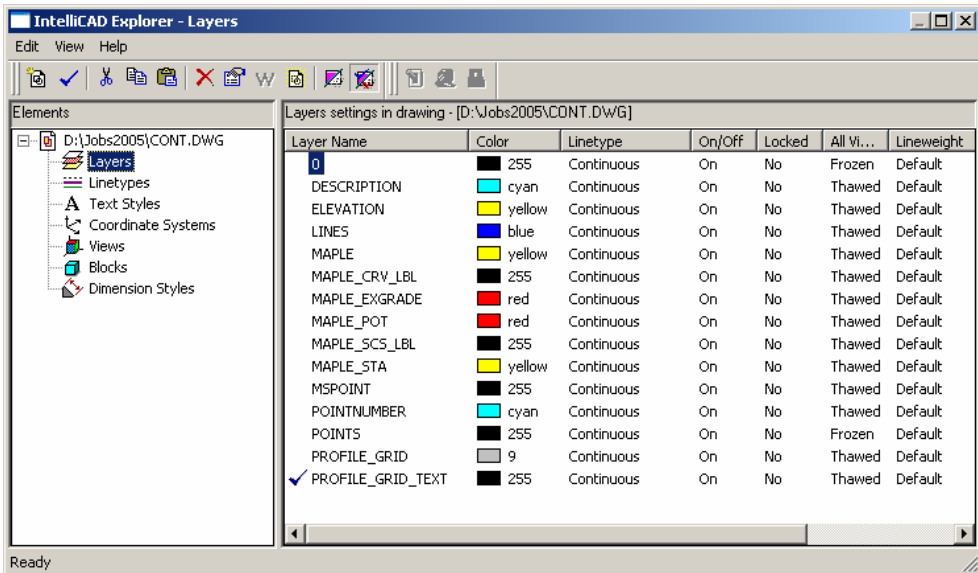 IntelliCAD Explorer - Layers
Edit View Help
Elements
Layers settings in drawing - [D:\Jobs2005\CONT.DWG]
D:\Jobs2005\CONT.DWG
Layers
Linetypes
Text Styles
Coordinate Systems
Views
Blocks
Dimension Styles
Layer Name Color Linetype On/Off Locked All Vi... Lineweight
0 255 Continuous On No Frozen Default
DESCRIPTION cyan Continuous On No Thawed Default
ELEVATION yellow Continuous On No Thawed Default
LINES blue Continuous On No Thawed Default
MAPLE yellow Continuous On No Thawed Default
MAPLE_CRV_LBL 255 Continuous On No Thawed Default
MAPLE_EXGRADE red Continuous On No Thawed Default
MAPLE_POT red Continuous On No Thawed Default
MAPLE_SCS_LBL 255 Continuous On No Thawed Default
MAPLE_STA yellow Continuous On No Thawed Default
MSPOINT 255 Continuous On No Thawed Default
POINTNUMBER cyan Continuous On No Thawed Default
POINTS 255 Continuous On No Frozen Default
PROFILE_GRID 9 Continuous On No Thawed Default
PROFILE_GRID_TEXT 255 Continuous On No Thawed Default
Ready